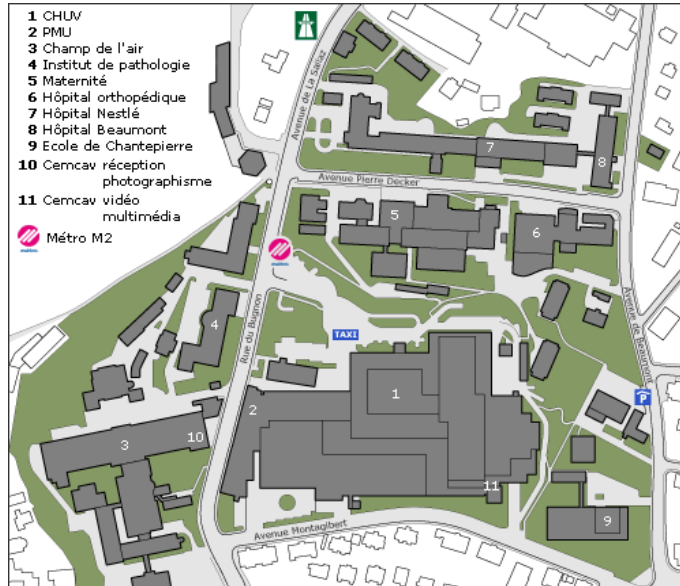 1 CHUV
2 PMU
3 Champ de l'air
4 Institut de pathologie
5 Maternité
6 Hôpital orthopédique
7 Hôpital Nestlé
8 Hôpital Beaumont
9 Ecole de Chantepierre
10 Cemcav réception
photographisme
11 Cemcav vidéo
multimédia
Métro M2
Avenue de La Sallaz
7
8
Avenue Pierre Decker
5
6
Avenue de Beaumont
4
Rue du Bugnon
TAXI
P
1
2
3
10
11
9
Avenue Montagibert